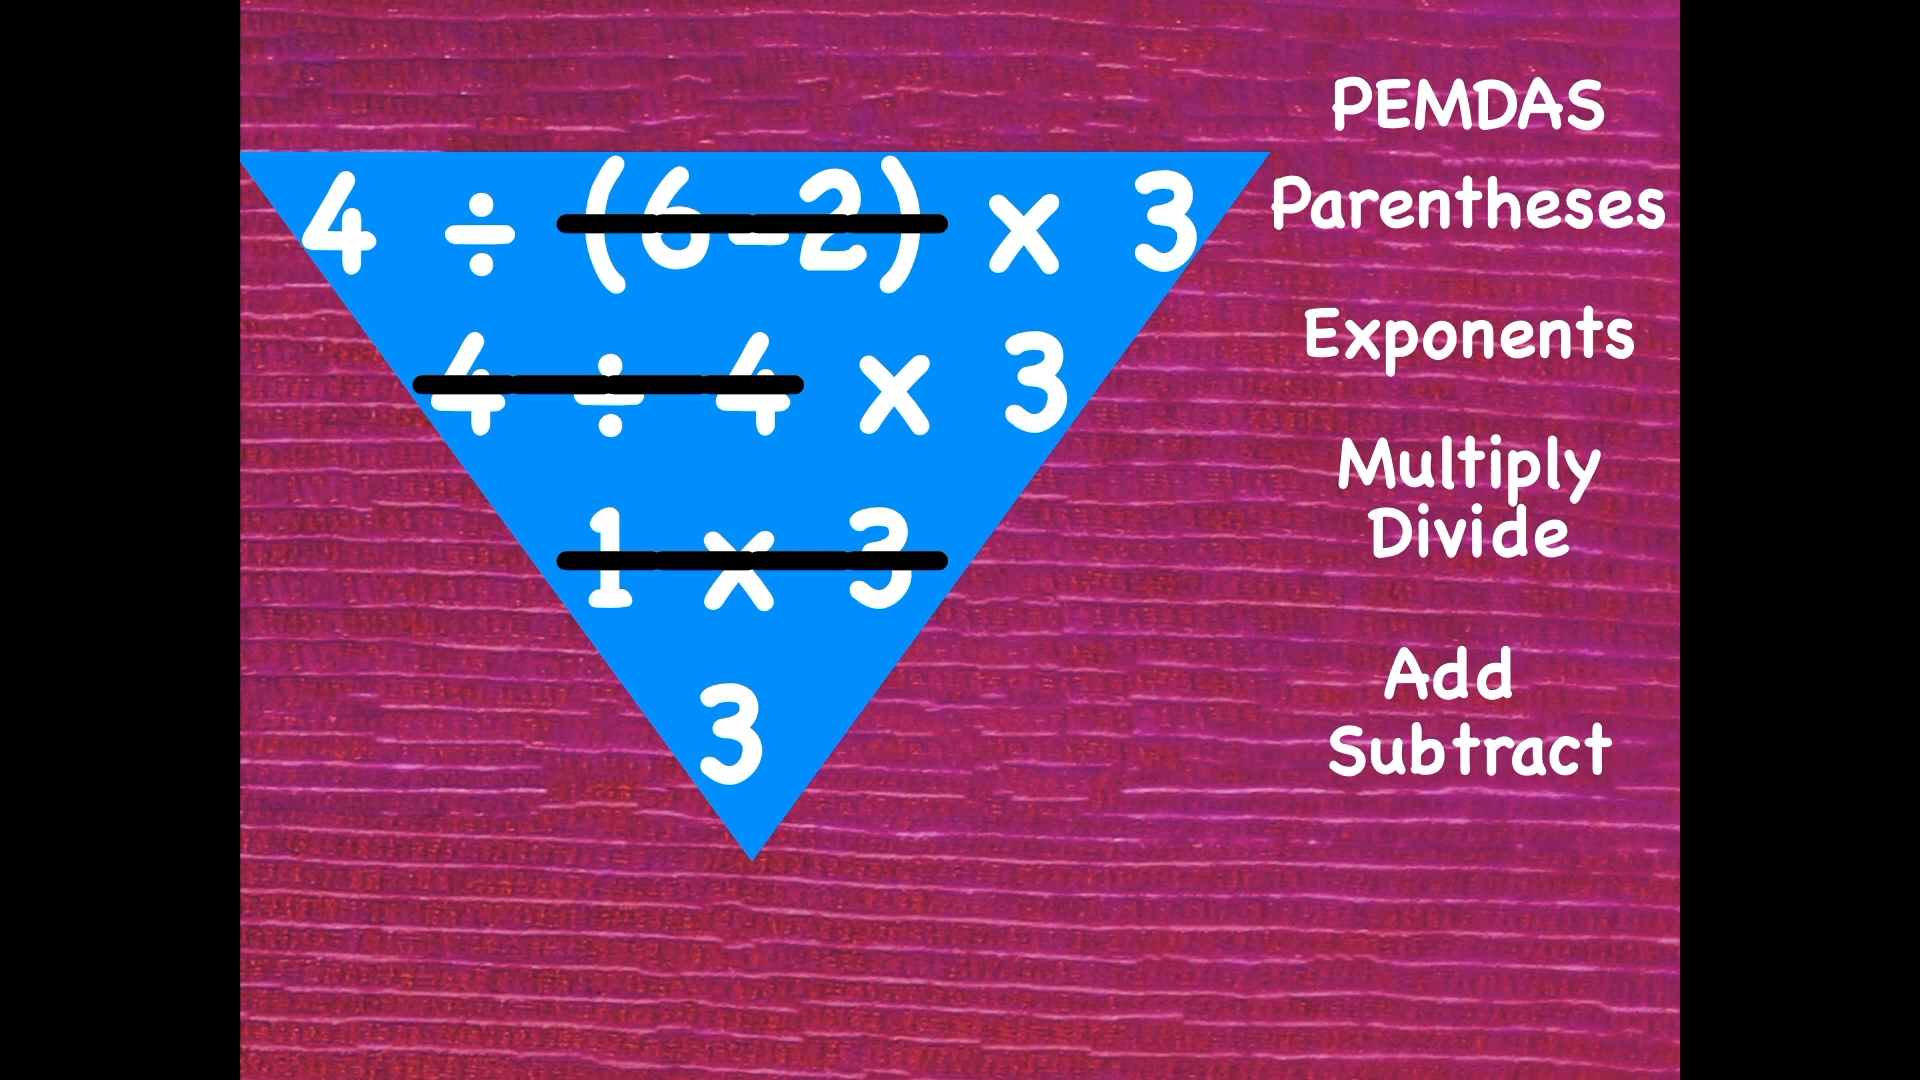 4 ÷ (6-2) x 3
4 ÷ 4 x 3
1 x 3
3
PEMDAS
Parentheses
Exponents
Multiply
Divide
Add
Subtract